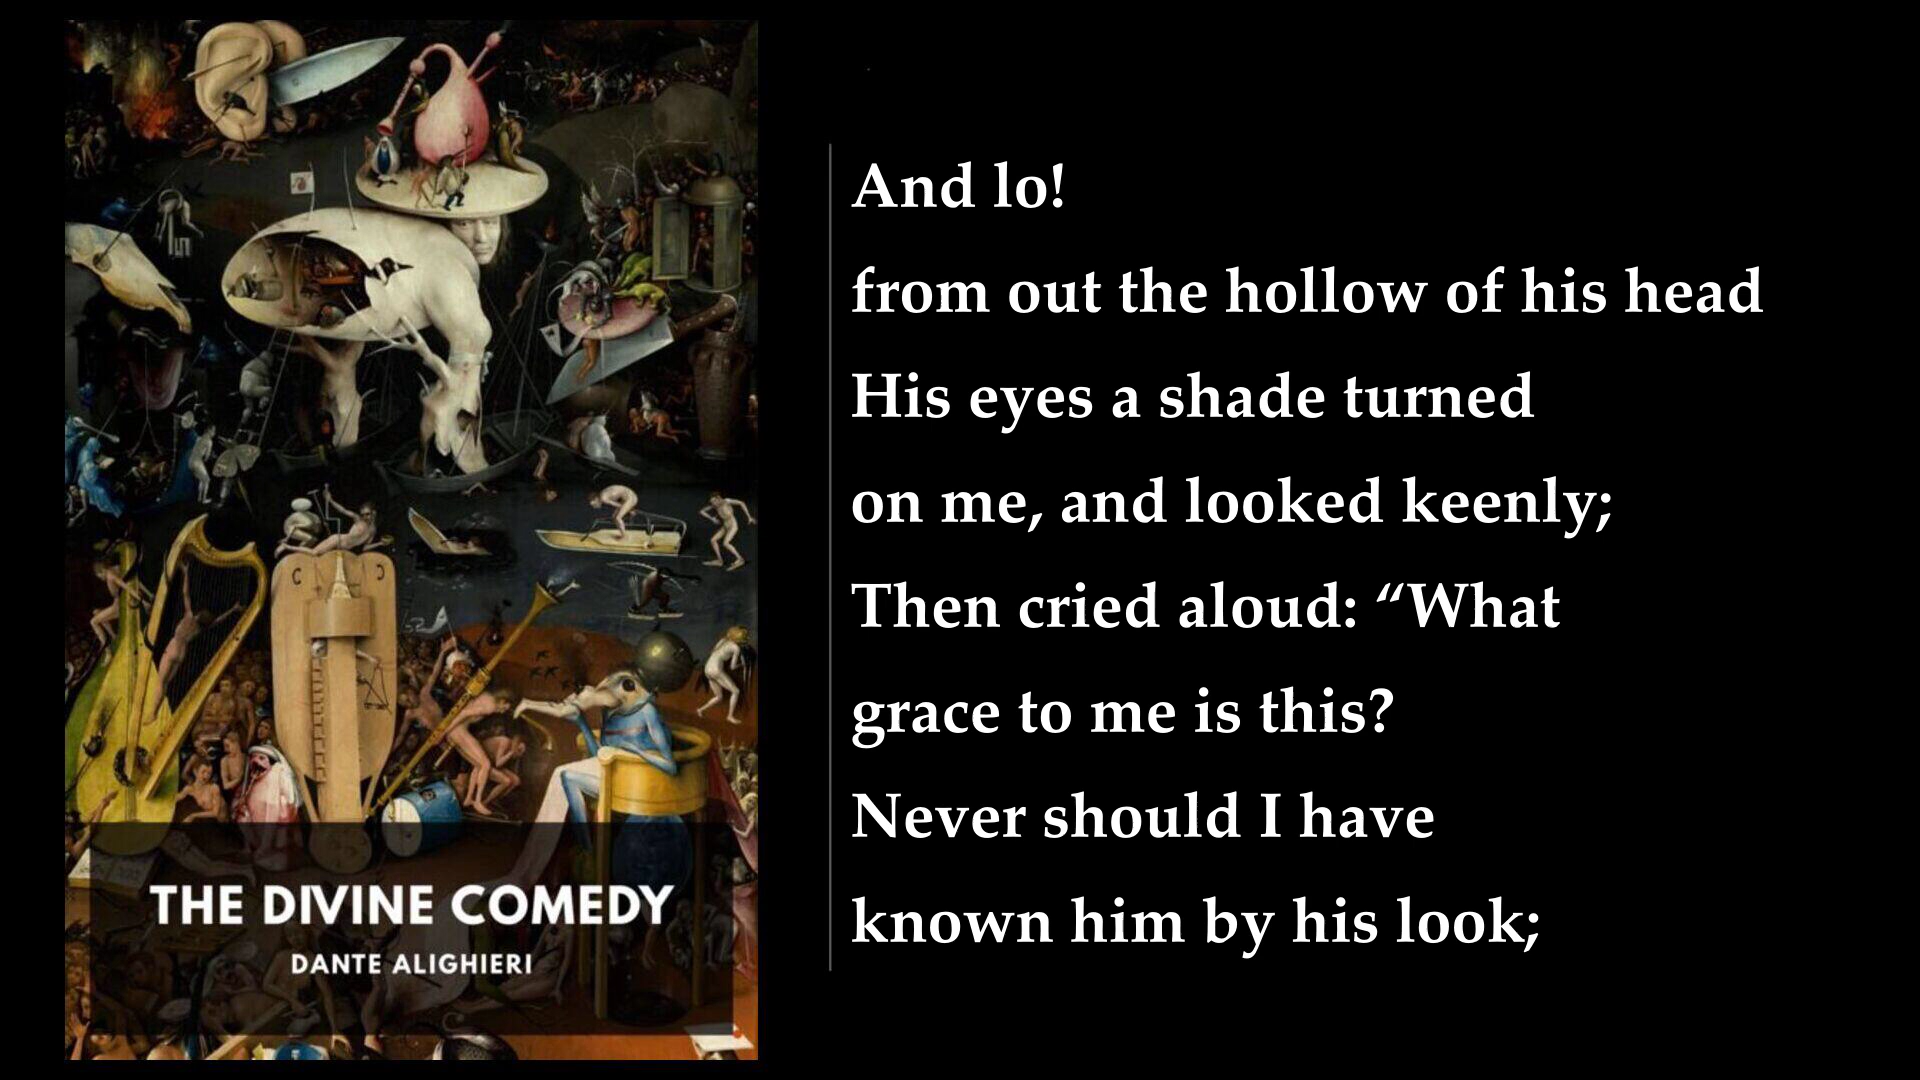 And lo!
from out the hollow of his head
His eyes a shade turned
on me, and looked keenly;
Then cried aloud: “What
grace to me is this?
Never should I have
known him by his look;
THE DIVINE COMEDY
DANTE ALIGHIERI